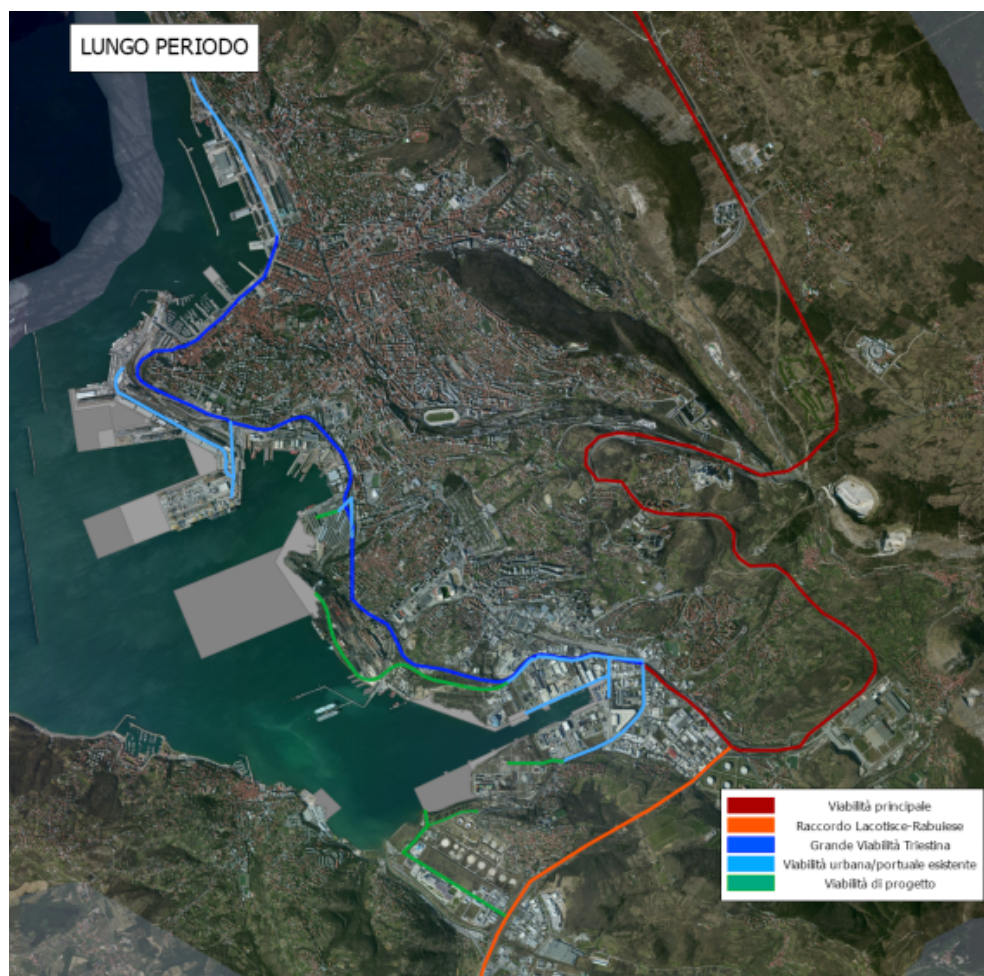 LUNGO PERIODO
Viabilità principale
Raccordo Lacotisce-Rabuiese
Grande Viabilità Triestina
Viabilità urbana/portuale esistente
Viabilità di progetto